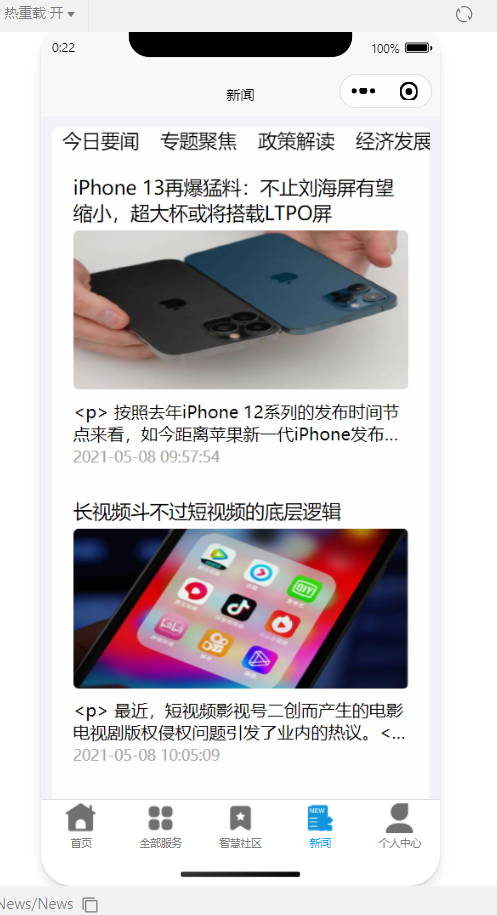 热重载 开
0:22
100%
新闻
今日要闻 专题聚焦 政策解读 经济发展
iPhone 13再爆猛料：不止刘海屏有望
缩小，超大杯或将搭载LTPO屏
<p> 按照去年iPhone 12系列的发布时间节
点来看，如今距离苹果新一代iPhone发布...
2021-05-08 09:57:54
长视频斗不过短视频的底层逻辑
<p> 最近，短视频影视号二创而产生的电影
电视剧版权侵权问题引发了业内的热议。<...
2021-05-08 10:05:09
NEW
首页 全部服务 智慧社区 新闻 个人中心
News/News